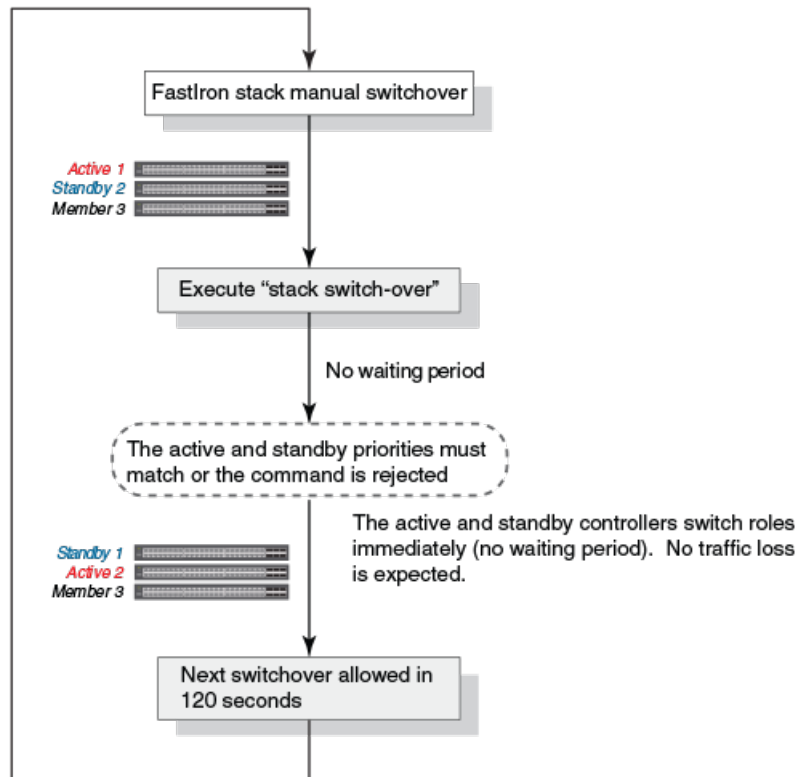 FastIron stack manual switchover
Active 1
Standby 2
Member 3
Execute “stack switch-over”
No waiting period
The active and standby priorities must
match or the command is rejected
The active and standby controllers switch roles
immediately (no waiting period).  No traffic loss
is expected.
Standby 1
Active 2
Member 3
Next switchover allowed in
120 seconds